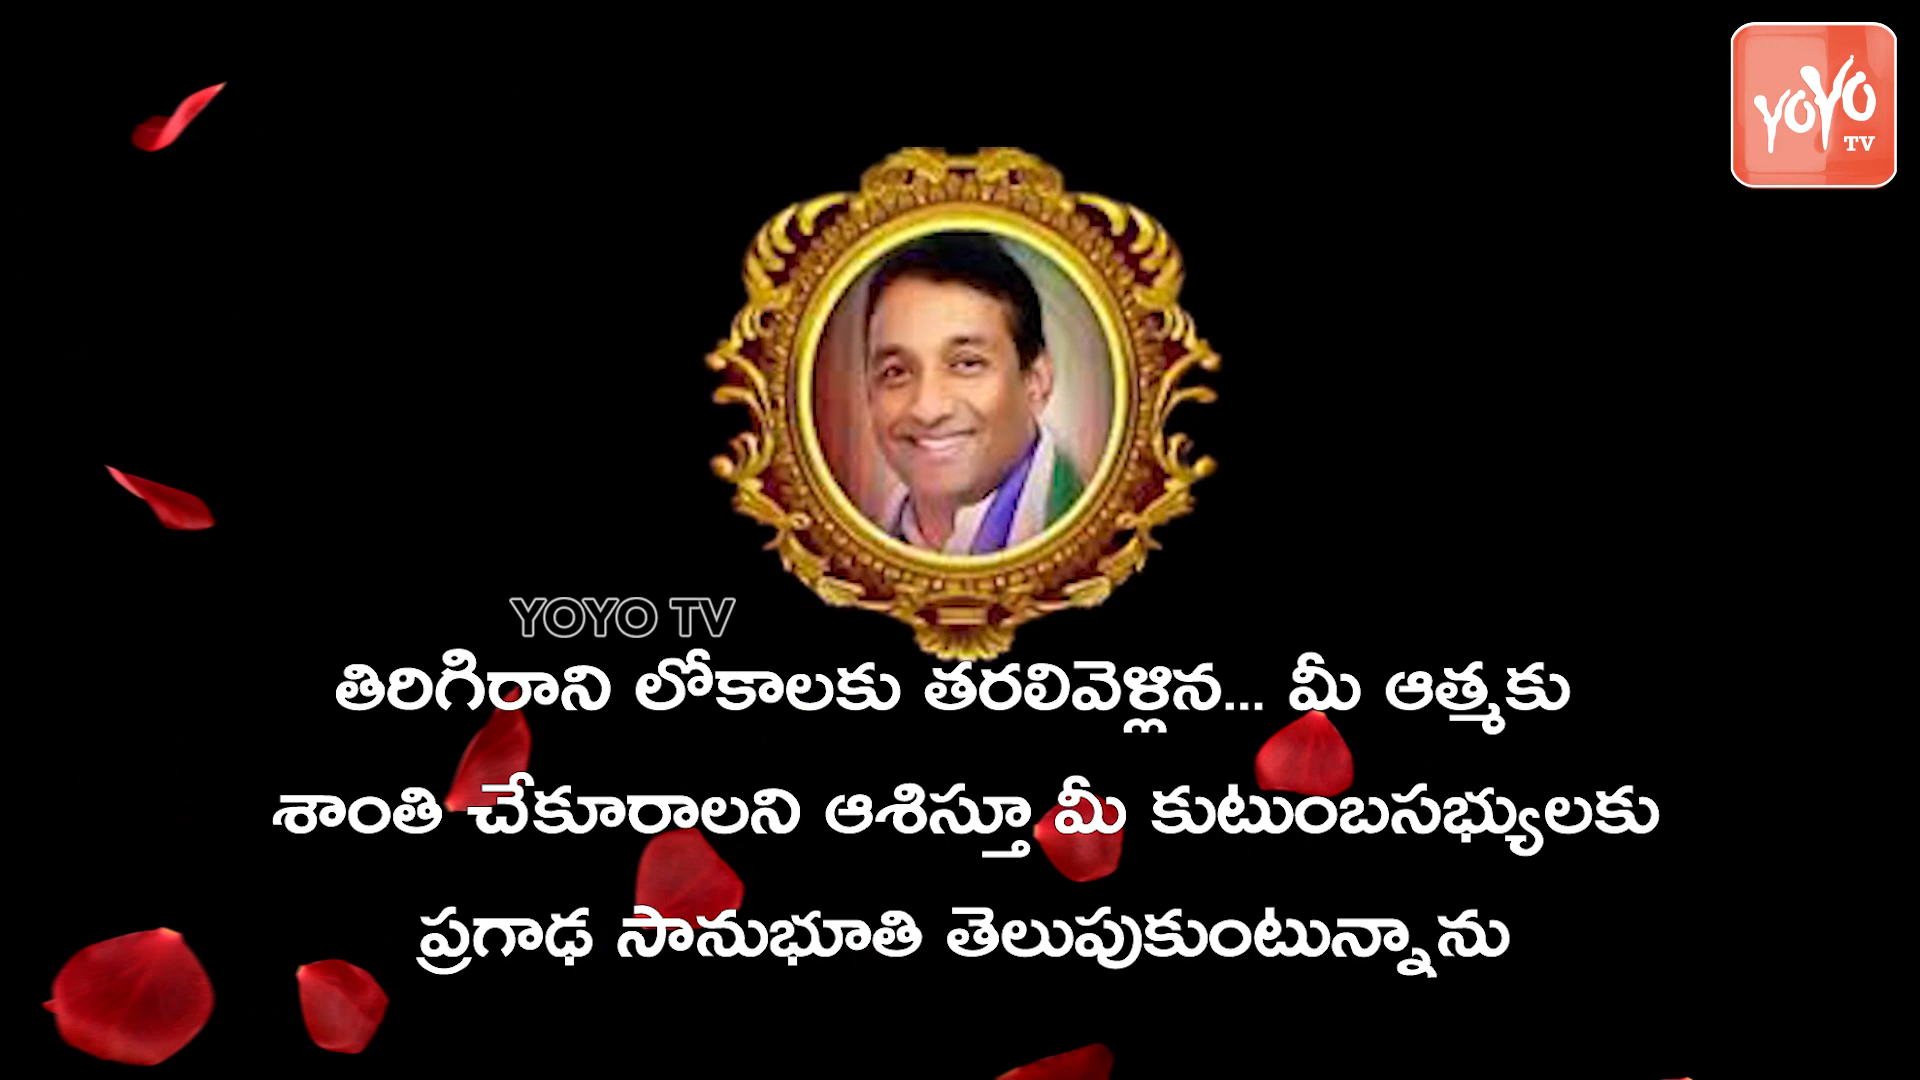 YOYO
TV
YOYO TV
తిరిగిరాని లోకాలకు తరలివెళ్లిన... మీ ఆత్మకు
శాంతి చేకూరాలని ఆశిస్తూ మీ కుటుంబసభ్యులకు
ప్రగాఢ సానుభూతి తెలుపుకుంటున్నాను